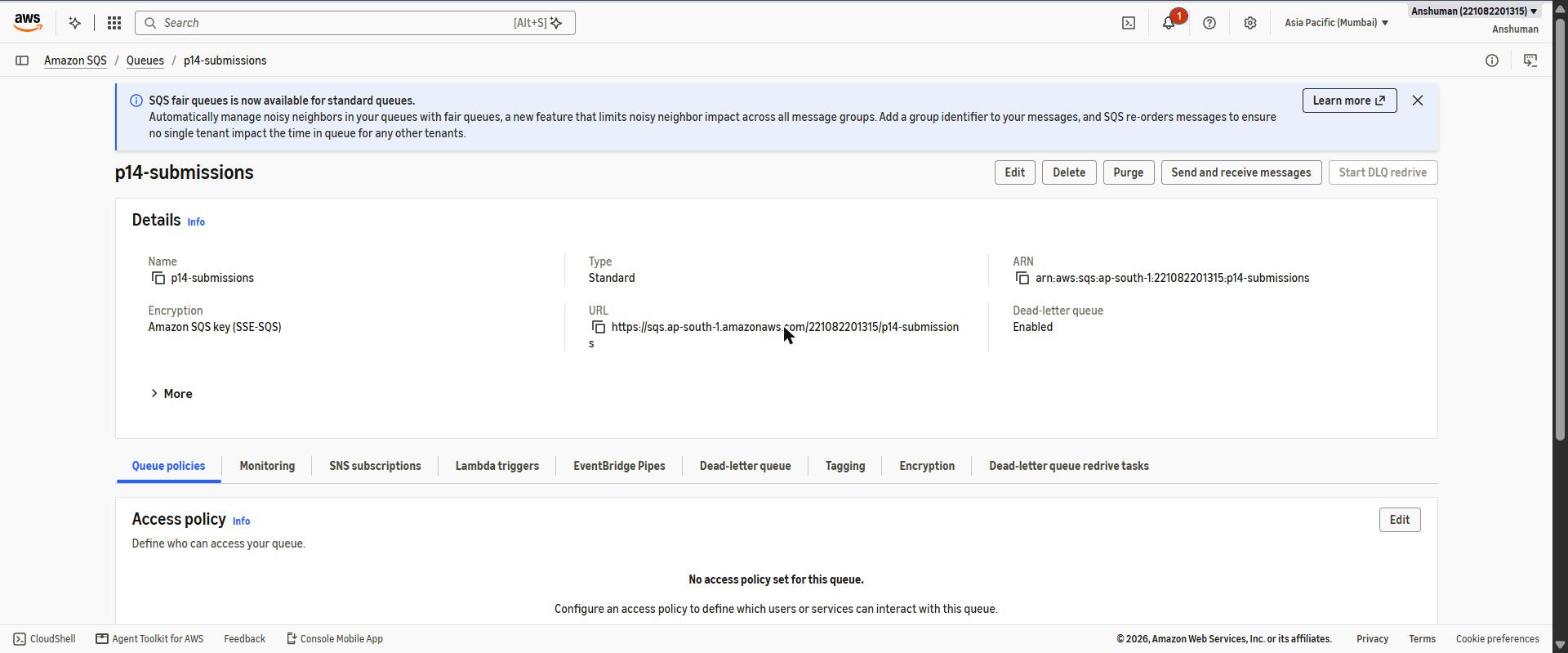 aws
Search
[Alt+S]
1
Asia Pacific (Mumbai)
Anshuman (221082201315)
Anshuman
Amazon SQS / Queues / p14-submissions
SQS fair queues is now available for standard queues.
Automatically manage noisy neighbors in your queues with fair queues, a new feature that limits noisy neighbor impact across all message groups. Add a group identifier to your messages, and SQS re-orders messages to ensure
no single tenant impact the time in queue for any other tenants.
Learn more
p14-submissions
Edit
Delete
Purge
Send and receive messages
Start DLQ redrive
Details Info
Name
p14-submissions
Type
Standard
ARN
arn:aws:sqs:ap-south-1:221082201315:p14-submissions
Encryption
Amazon SQS key (SSE-SQS)
URL
https://sqs.ap-south-1.amazonaws.com/221082201315/p14-submission
s
Dead-letter queue
Enabled
More
Queue policies
Monitoring
SNS subscriptions
Lambda triggers
EventBridge Pipes
Dead-letter queue
Tagging
Encryption
Dead-letter queue redrive tasks
Access policy Info
Edit
Define who can access your queue.
No access policy set for this queue.
Configure an access policy to define which users or services can interact with this queue.
CloudShell
Agent Toolkit for AWS
Feedback
Console Mobile App
© 2026, Amazon Web Services, Inc. or its affiliates.
Privacy
Terms
Cookie preferences